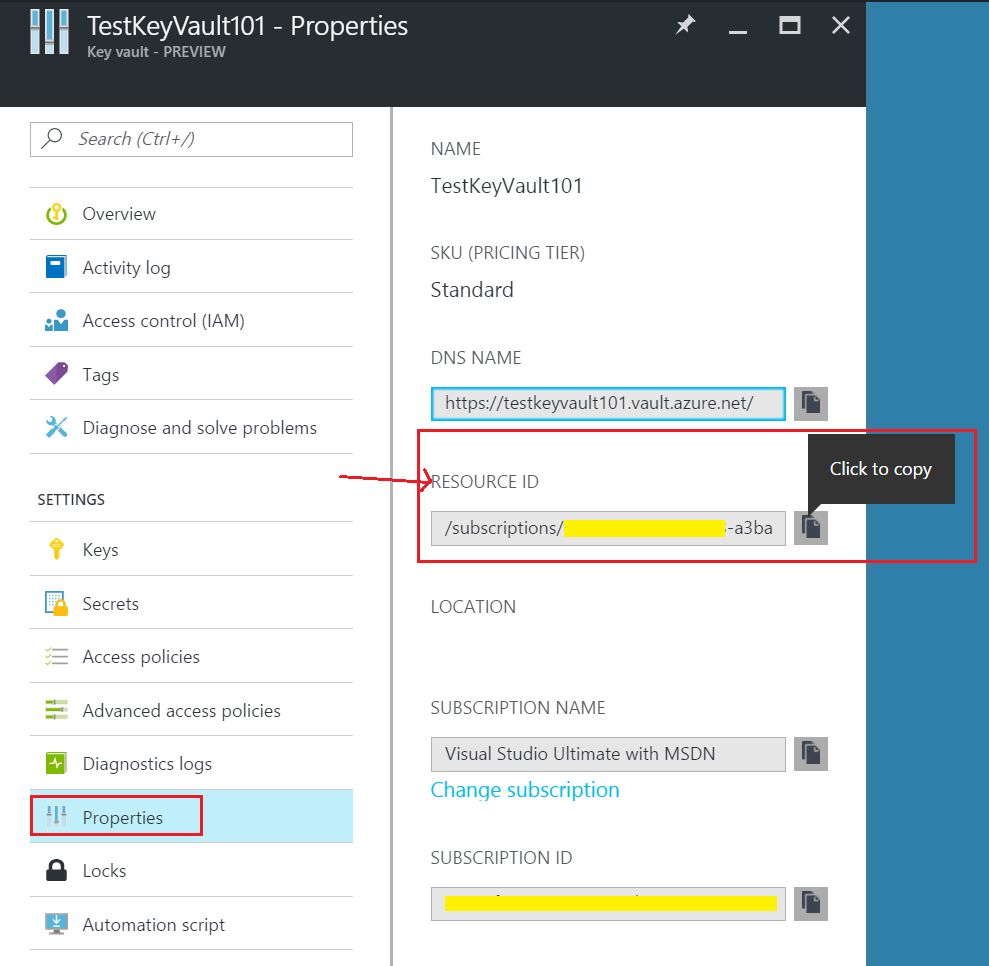 TestKeyVault101 - Properties
Key vault - PREVIEW
Search (Ctrl+/)
Overview
Activity log
Access control (IAM)
Tags
Diagnose and solve problems
SETTINGS
Keys
Secrets
Access policies
Advanced access policies
Diagnostics logs
Properties
Locks
Automation script
NAME
TestKeyVault101
SKU (PRICING TIER)
Standard
DNS NAME
https://testkeyvault101.vault.azure.net/
RESOURCE ID
Click to copy
/subscriptions/ -a3ba
LOCATION
SUBSCRIPTION NAME
Visual Studio Ultimate with MSDN
Change subscription
SUBSCRIPTION ID